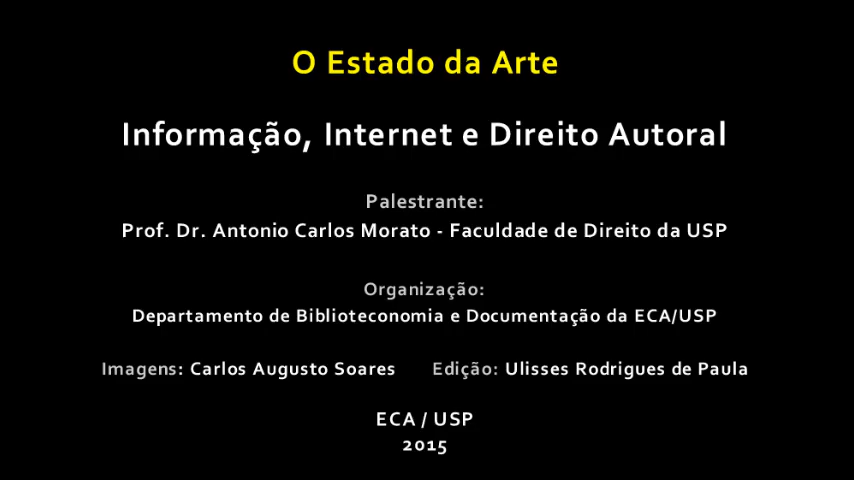 O Estado da Arte
Informação, Internet e Direito Autoral
Palestrante:
Prof. Dr. Antonio Carlos Morato - Faculdade de Direito da USP
Organização:
Departamento de Biblioteconomia e Documentação da ECA/USP
Imagens: Carlos Augusto Soares Edição: Ulisses Rodrigues de Paula
ECA / USP
2015